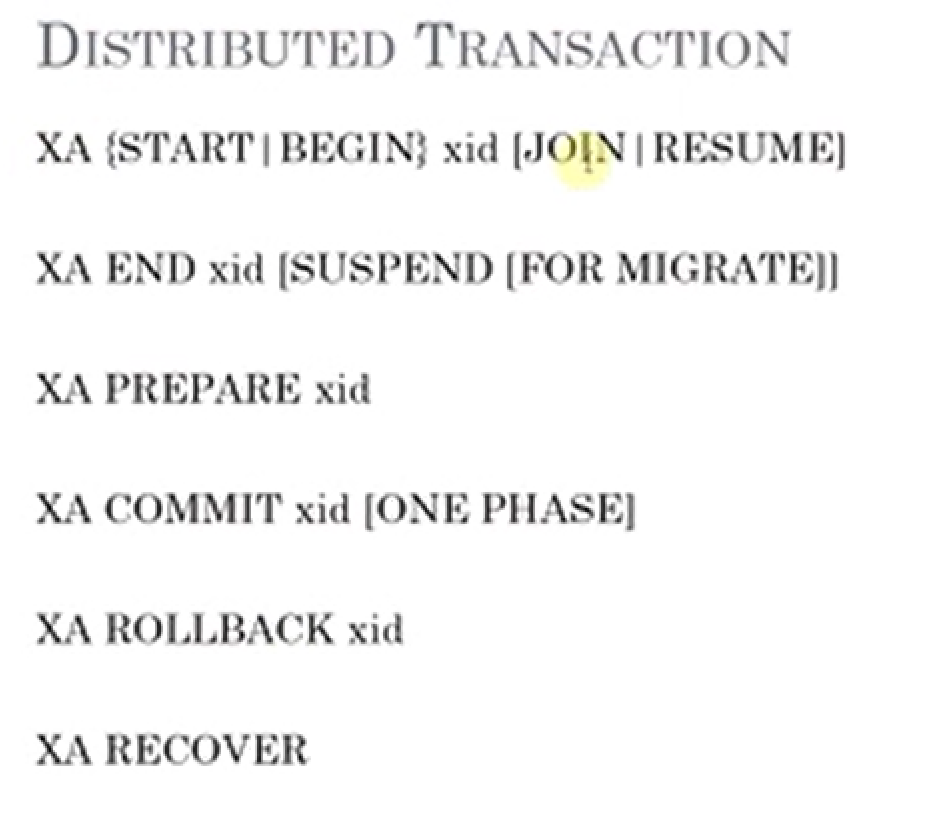 DISTRIBUTED TRANSACTION
XA {START|BEGIN} xid [JOIN|RESUME]
XA END xid [SUSPEND [FOR MIGRATE]]
XA PREPARE xid
XA COMMIT xid [ONE PHASE]
XA ROLLBACK xid
XA RECOVER